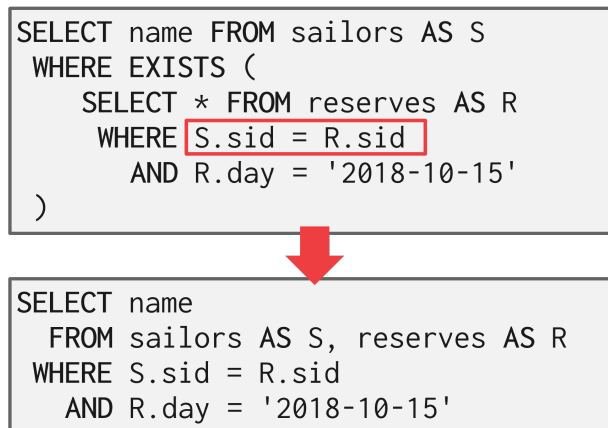 SELECT name FROM sailors AS S
WHERE EXISTS (
SELECT * FROM reserves AS R
WHERE S.sid = R.sid
AND R.day = '2018-10-15'
)
SELECT name
FROM sailors AS S, reserves AS R
WHERE S.sid = R.sid
AND R.day = '2018-10-15'